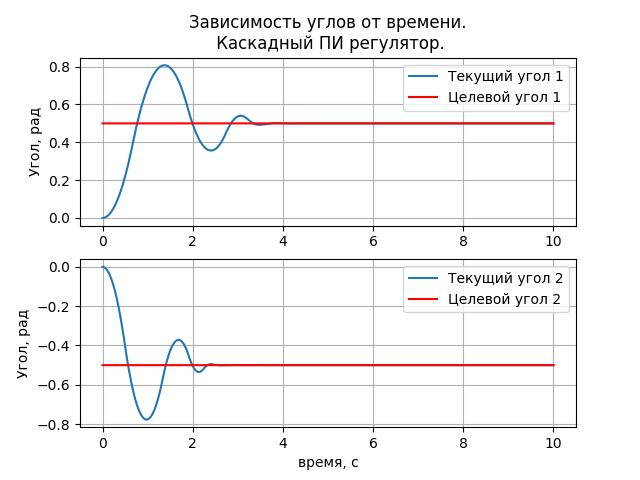 Зависимость углов от времени.
Каскадный ПИ регулятор.
0.8
0.6
0.4
0.2
0.0
Угол, рад
Текущий угол 1
Целевой угол 1
0 2 4 6 8 10
0.0
−0.2
−0.4
−0.6
−0.8
Угол, рад
Текущий угол 2
Целевой угол 2
0 2 4 6 8 10
время, с